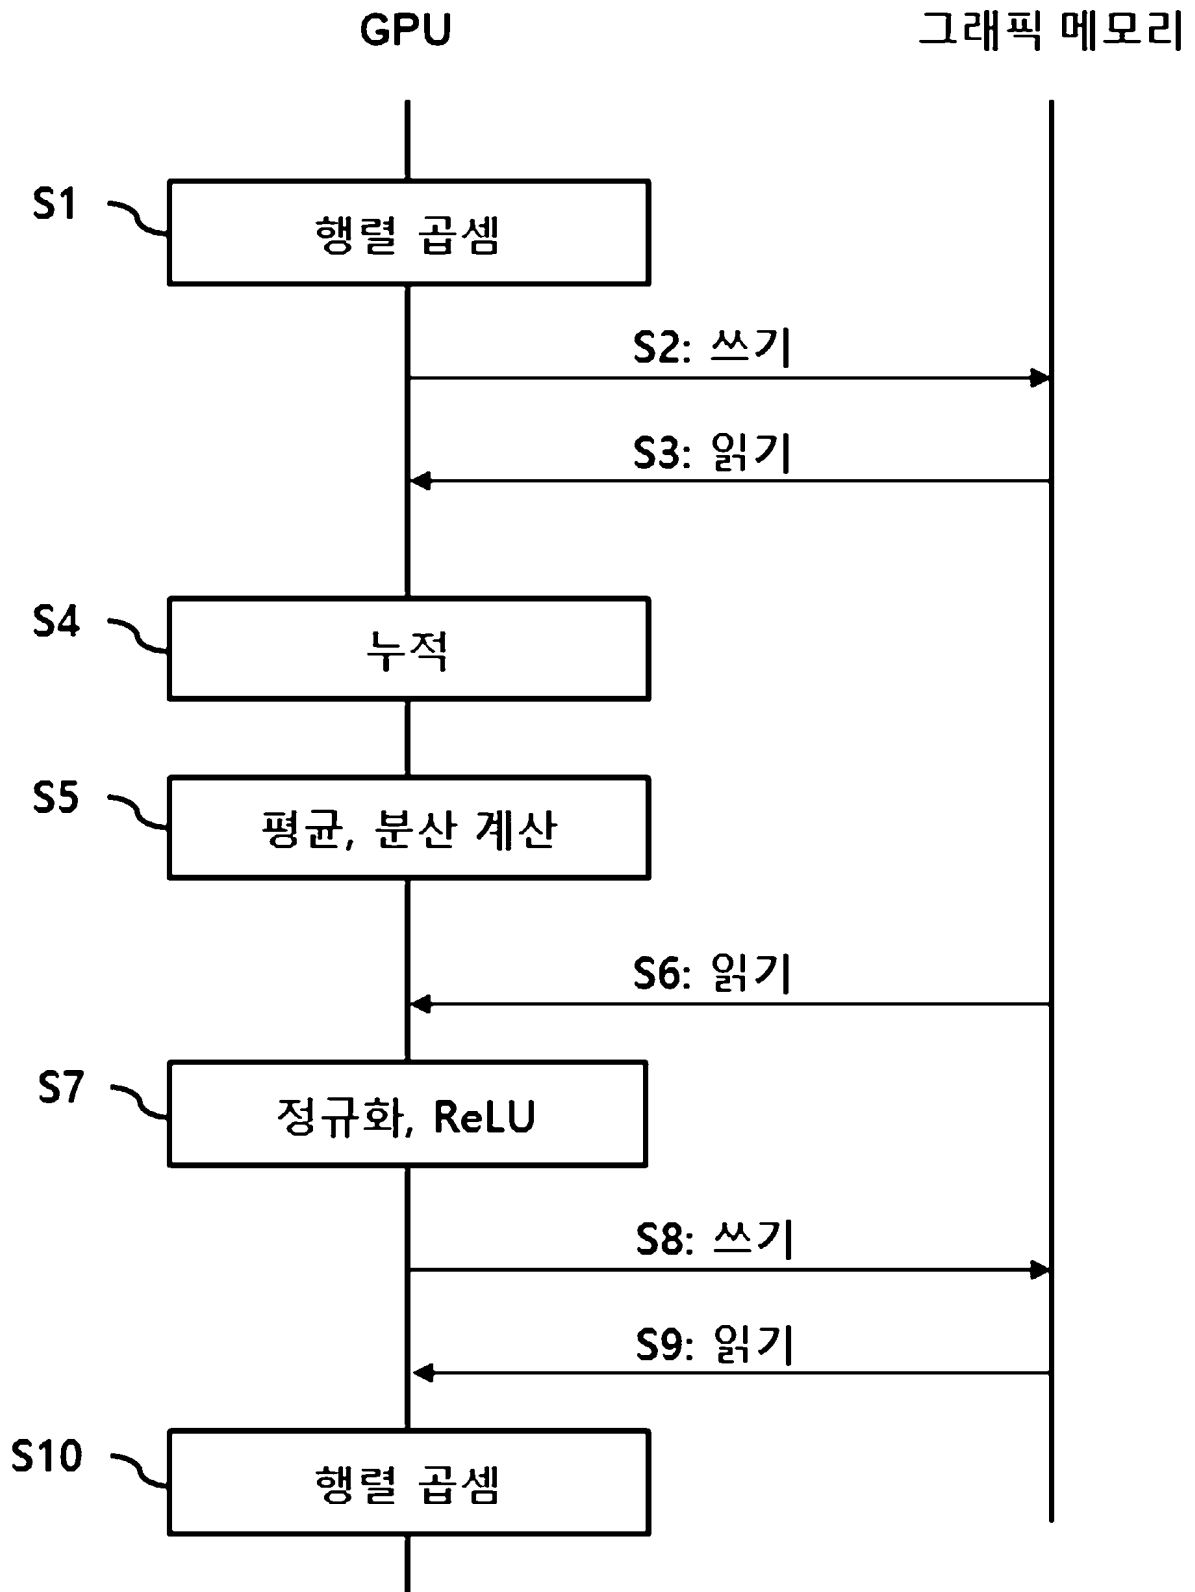 GPU
그래픽 메모리
S1
행렬 곱셈
S2: 쓰기
S3: 읽기
S4
누적
S5
평균, 분산 계산
S6: 읽기
S7
정규화, ReLU
S8: 쓰기
S9: 읽기
S10
행렬 곱셈